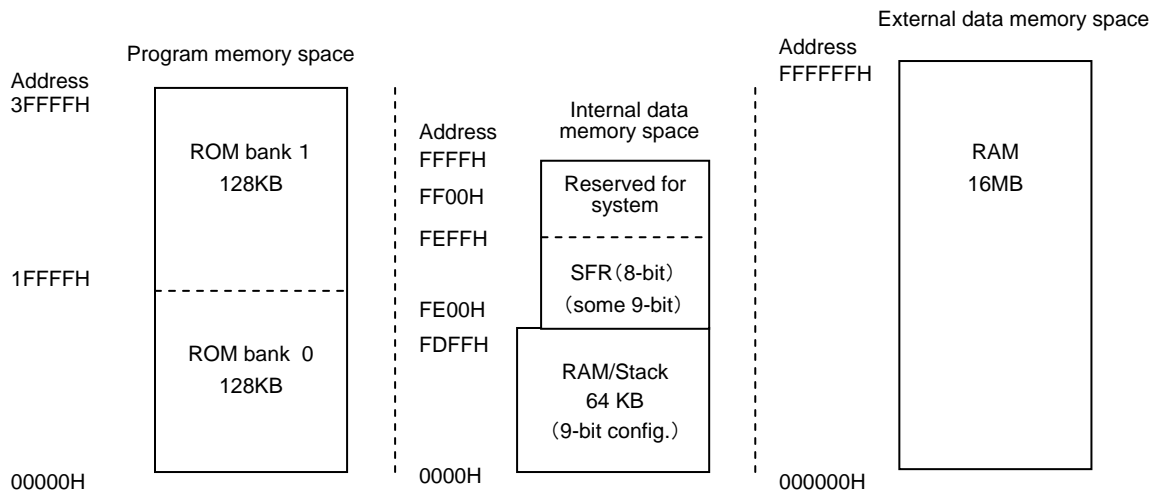 Program memory space
Address
3FFFFH
ROM bank 1
128KB
1FFFFH
ROM bank 0
128KB
00000H
Internal data
memory space
Address
FFFFH
Reserved for
system
FF00H
FEFFH
SFR（8-bit）
（some 9-bit）
FE00H
FDFFH
RAM/Stack
64 KB
（9-bit config.）
0000H
External data memory space
Address
FFFFFFH
RAM
16MB
000000H